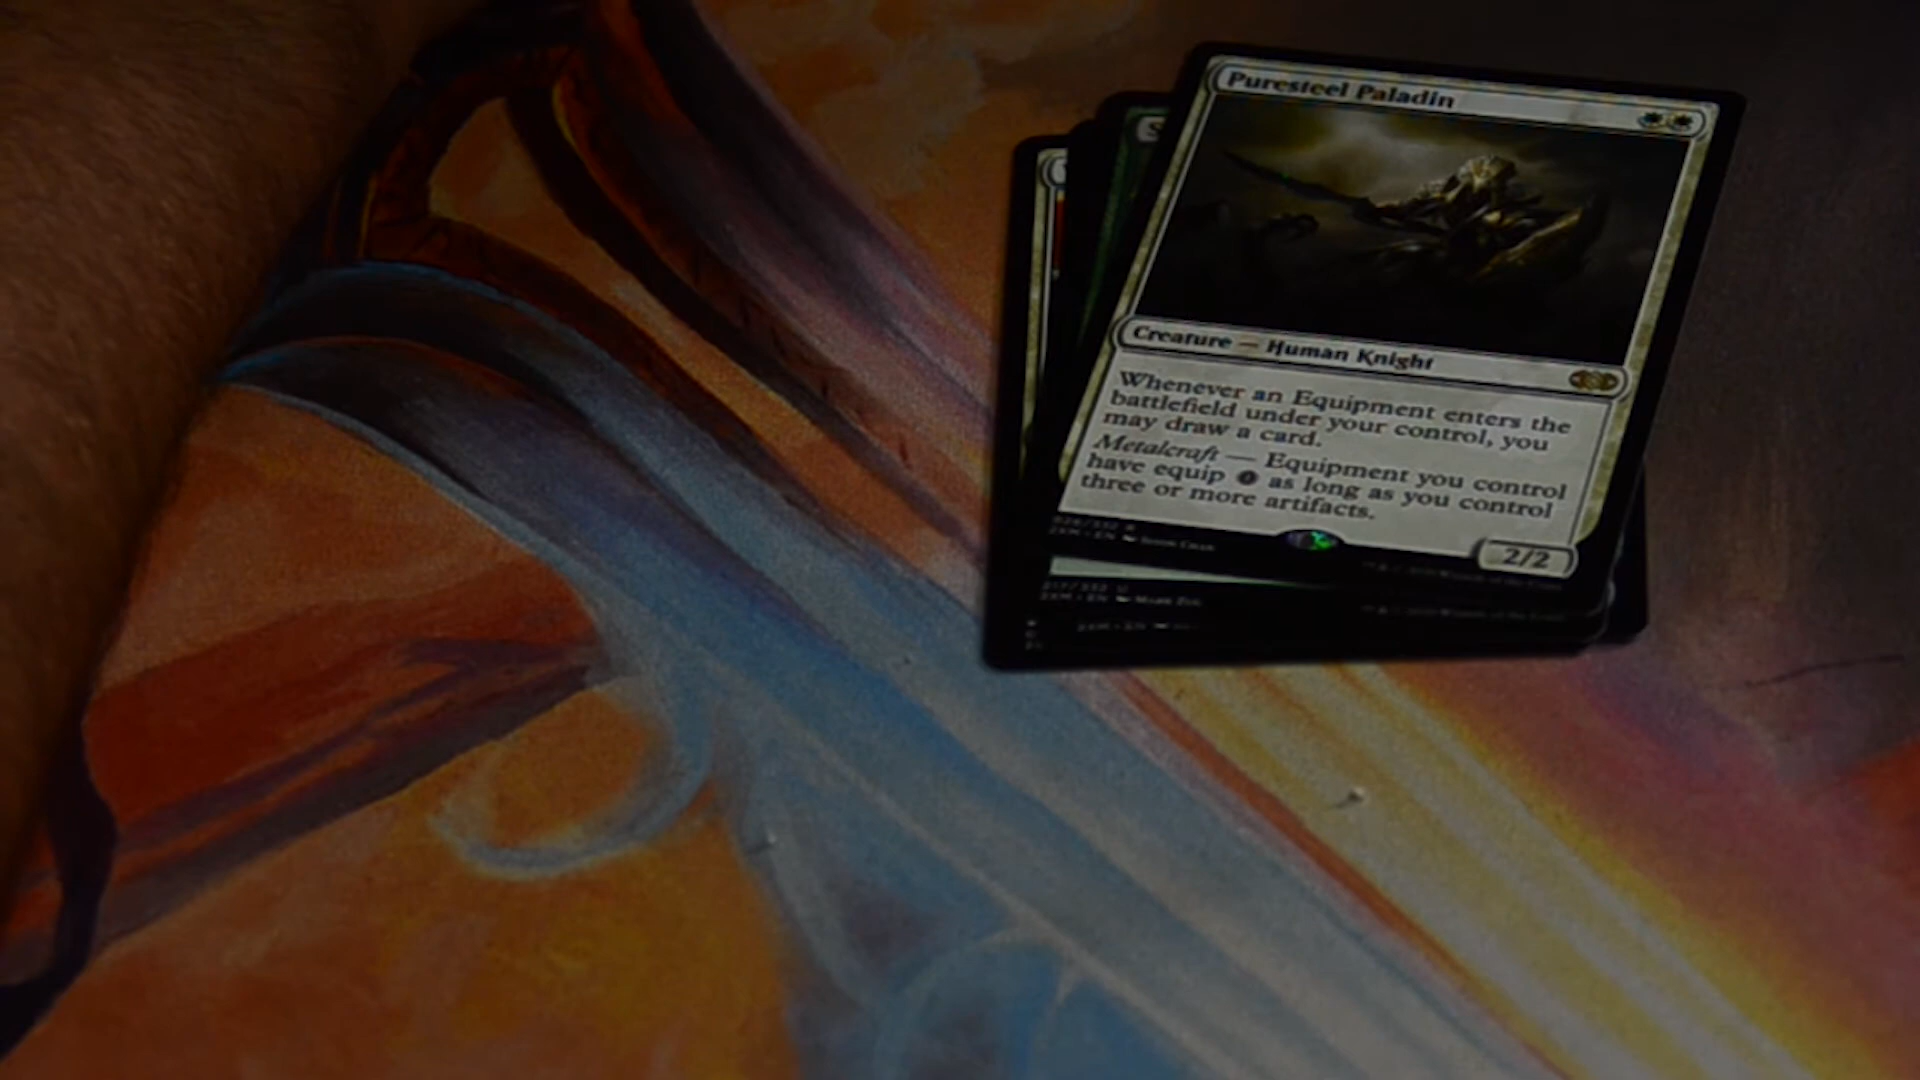 Puresteel Paladin
Creature — Human Knight
Whenever an Equipment enters the
battlefield under your control, you
may draw a card.
Metalcraft — Equipment you control
have equip 0 as long as you control
three or more artifacts.
2/2